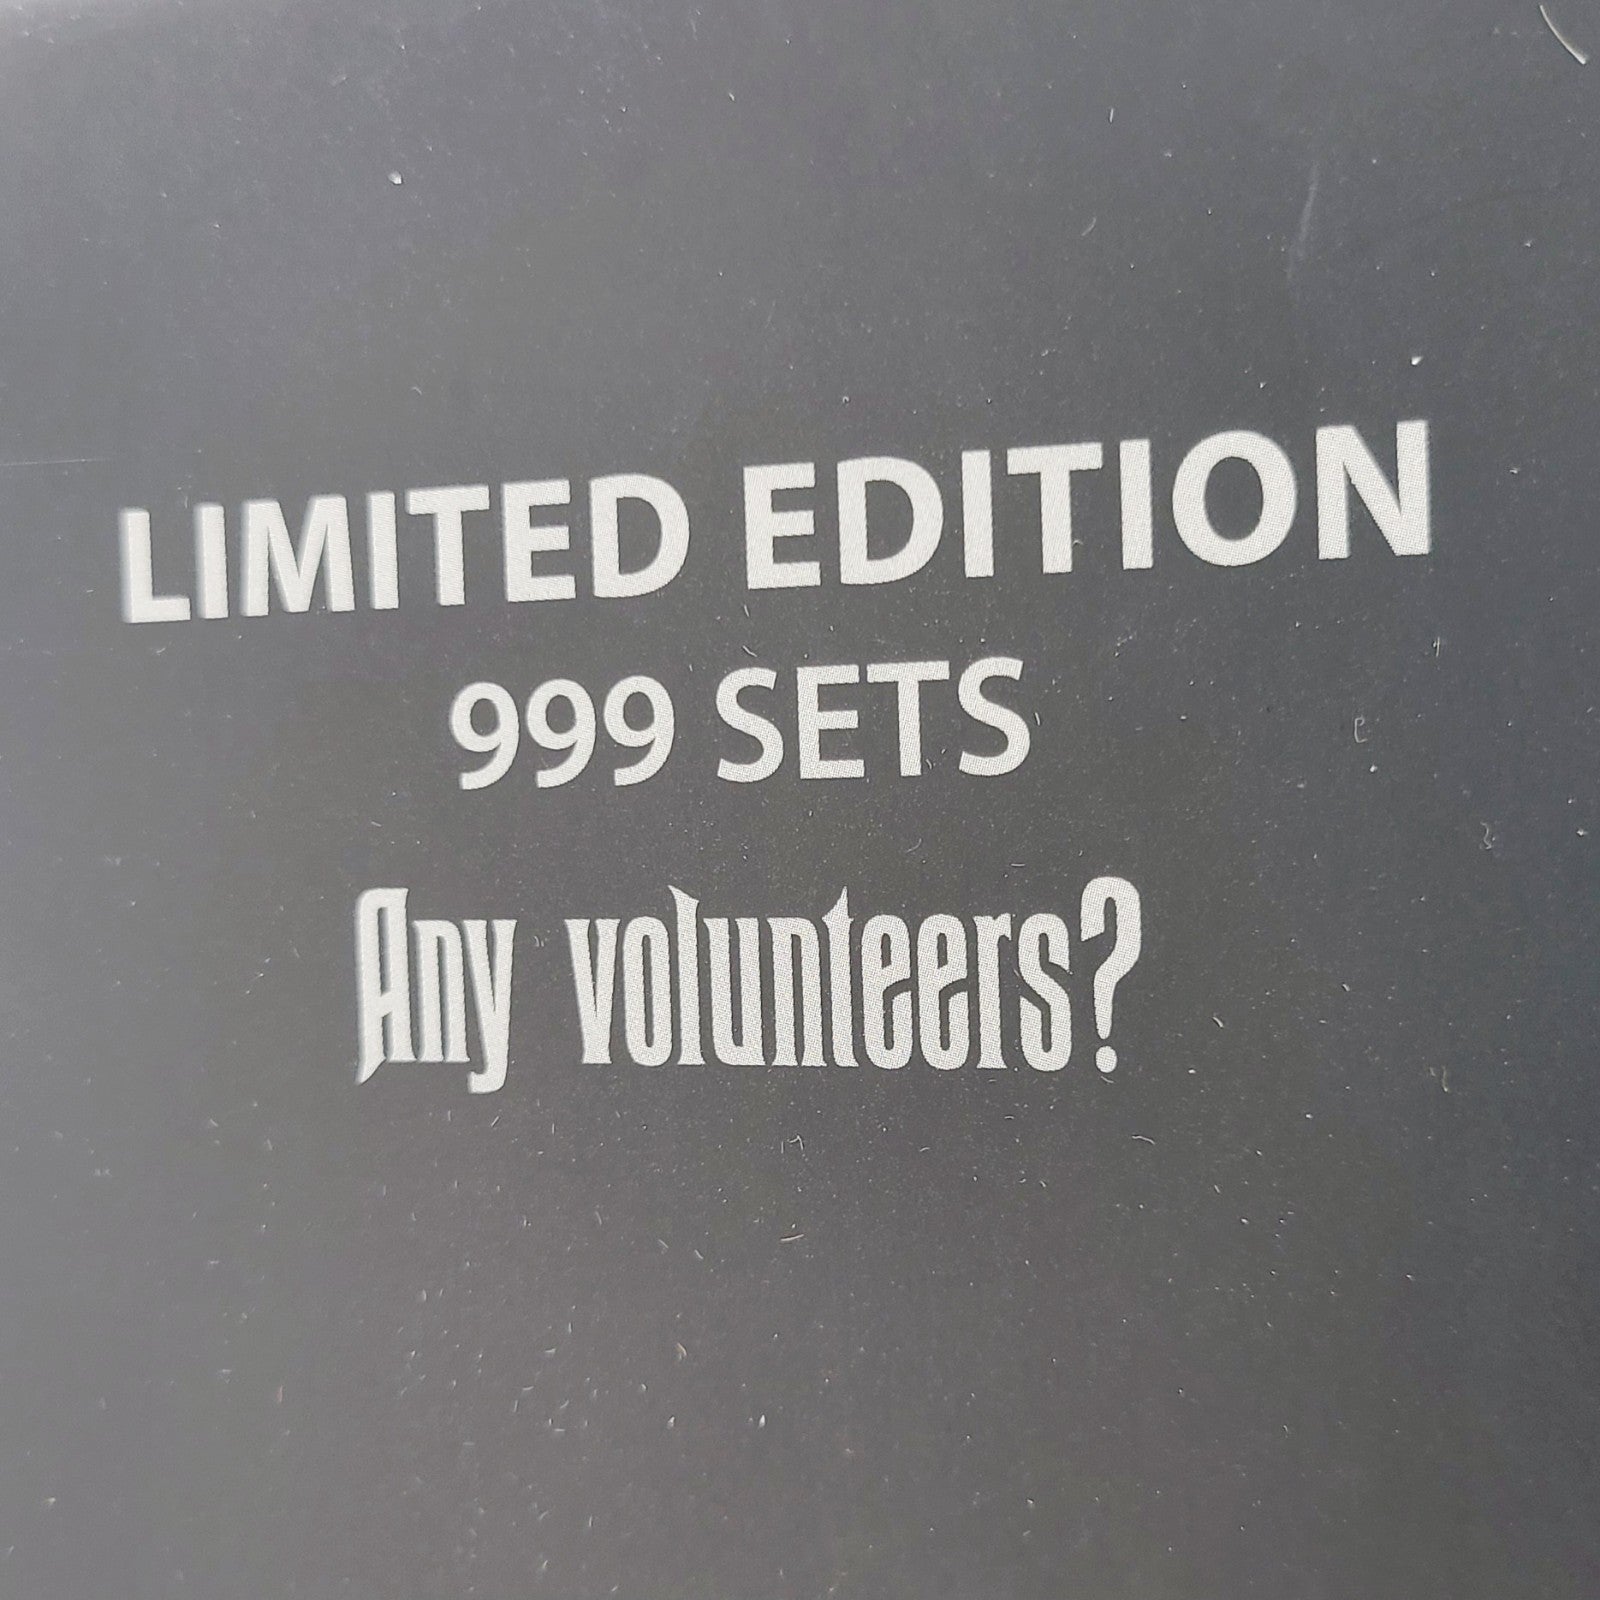 LIMITED EDITION
999 SETS
Any volunteers?